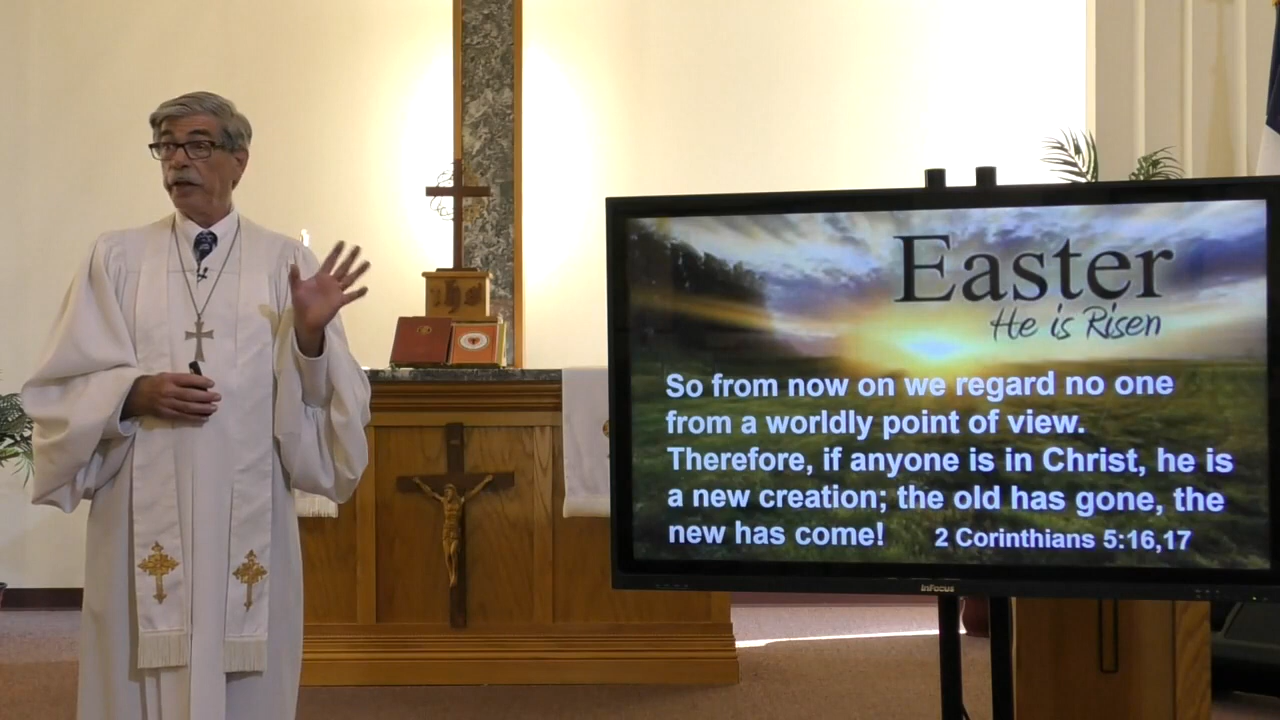 ihs
Easter
He is Risen
So from now on we regard no one
from a worldly point of view.
Therefore, if anyone is in Christ, he is
a new creation; the old has gone, the
new has come! 2 Corinthians 5:16,17
InFocus